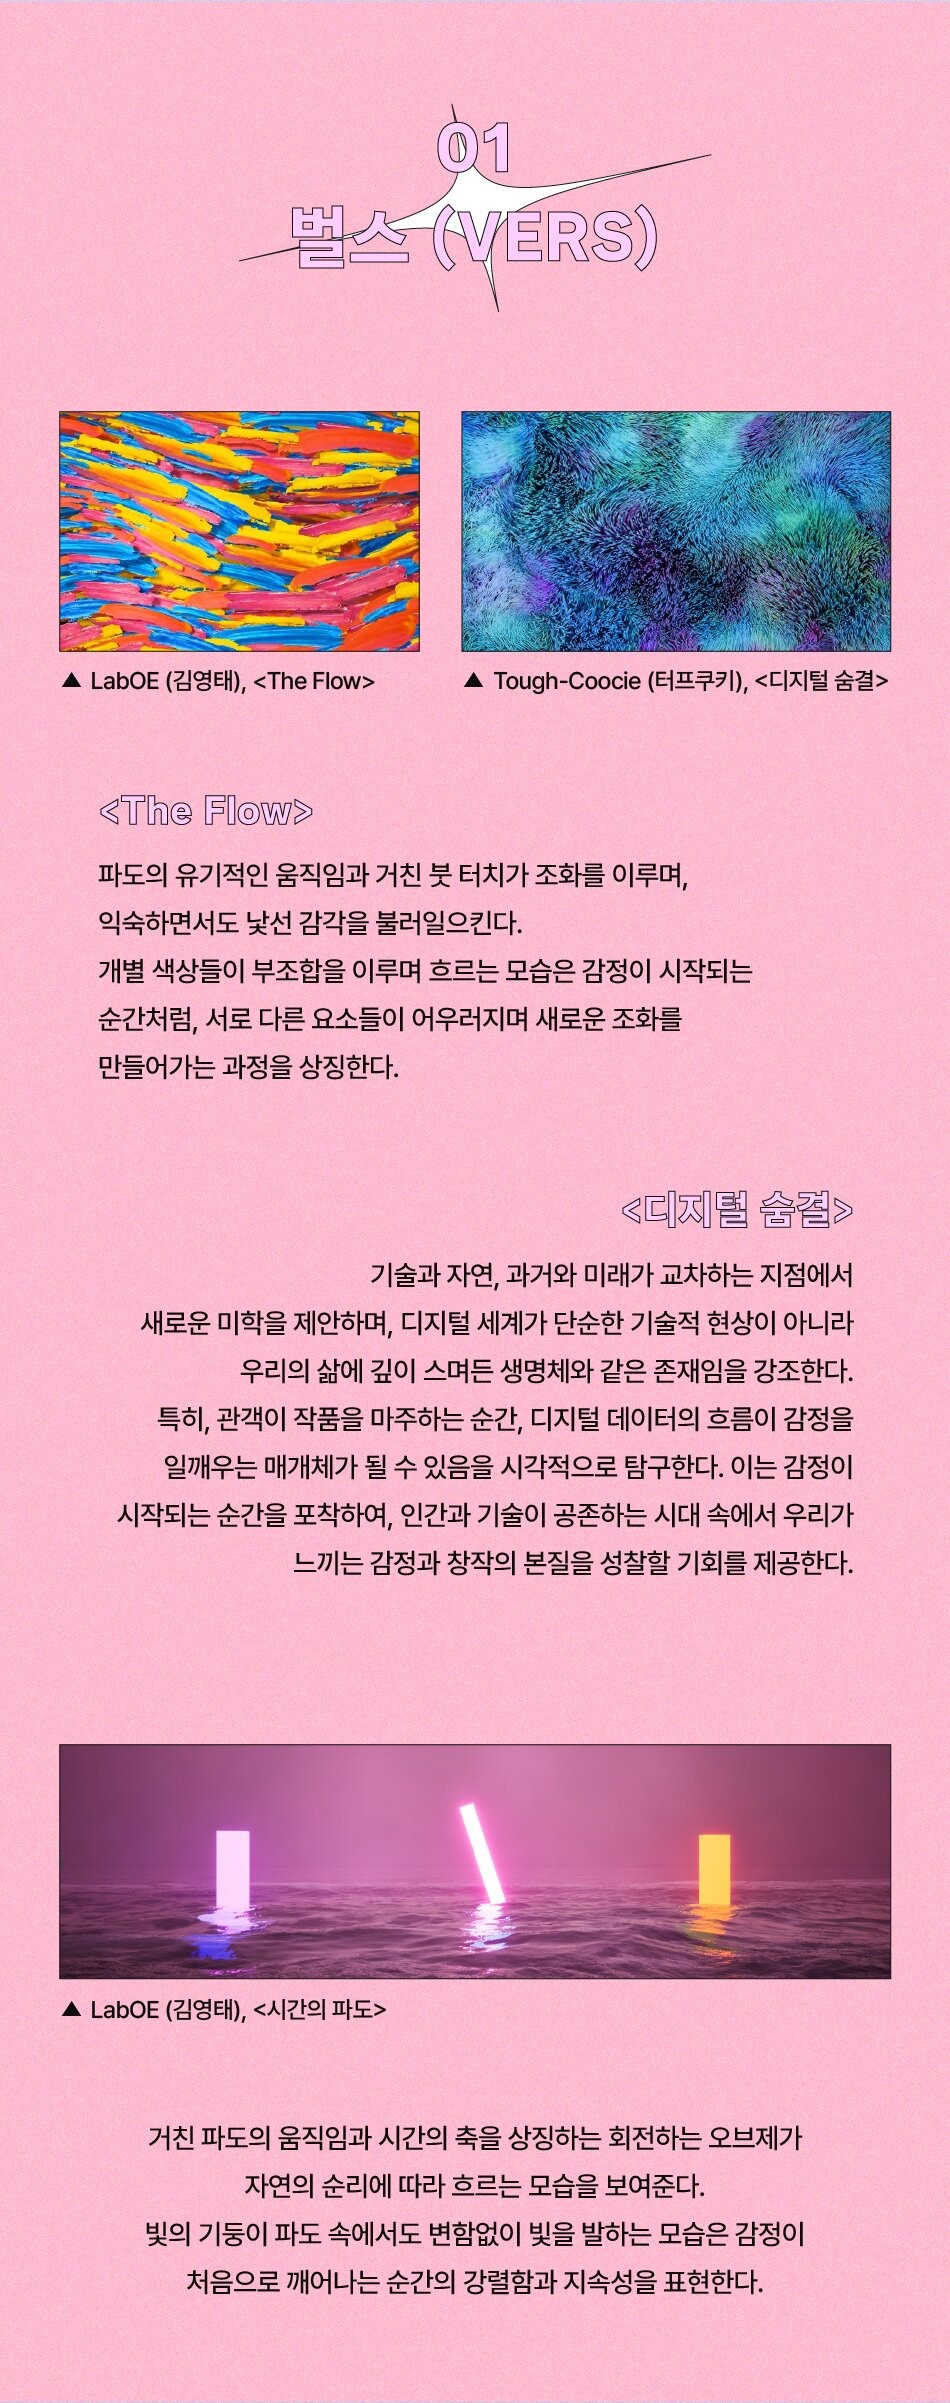 01
벌스 (VERS)
▲ LabOE (김영태), <The Flow>
▲ Tough-Coocie (터프쿠키), <디지털 숨결>
<The Flow>
파도의 유기적인 움직임과 거친 붓 터치가 조화를 이루며,
익숙하면서도 낯선 감각을 불러일으킨다.
개별 색상들이 부조합을 이루며 흐르는 모습은 감정이 시작되는
순간처럼, 서로 다른 요소들이 어우러지며 새로운 조화를
만들어가는 과정을 상징한다.
<디지털 숨결>
기술과 자연, 과거와 미래가 교차하는 지점에서
새로운 미학을 제안하며, 디지털 세계가 단순한 기술적 현상이 아니라
우리의 삶에 깊이 스며든 생명체와 같은 존재임을 강조한다.
특히, 관객이 작품을 마주하는 순간, 디지털 데이터의 흐름이 감정을
일깨우는 매개체가 될 수 있음을 시각적으로 탐구한다. 이는 감정이
시작되는 순간을 포착하여, 인간과 기술이 공존하는 시대 속에서 우리가
느끼는 감정과 창작의 본질을 성찰할 기회를 제공한다.
▲ LabOE (김영태), <시간의 파도>
거친 파도의 움직임과 시간의 축을 상징하는 회전하는 오브제가
자연의 순리에 따라 흐르는 모습을 보여준다.
빛의 기둥이 파도 속에서도 변함없이 빛을 발하는 모습은 감정이
처음으로 깨어나는 순간의 강렬함과 지속성을 표현한다.